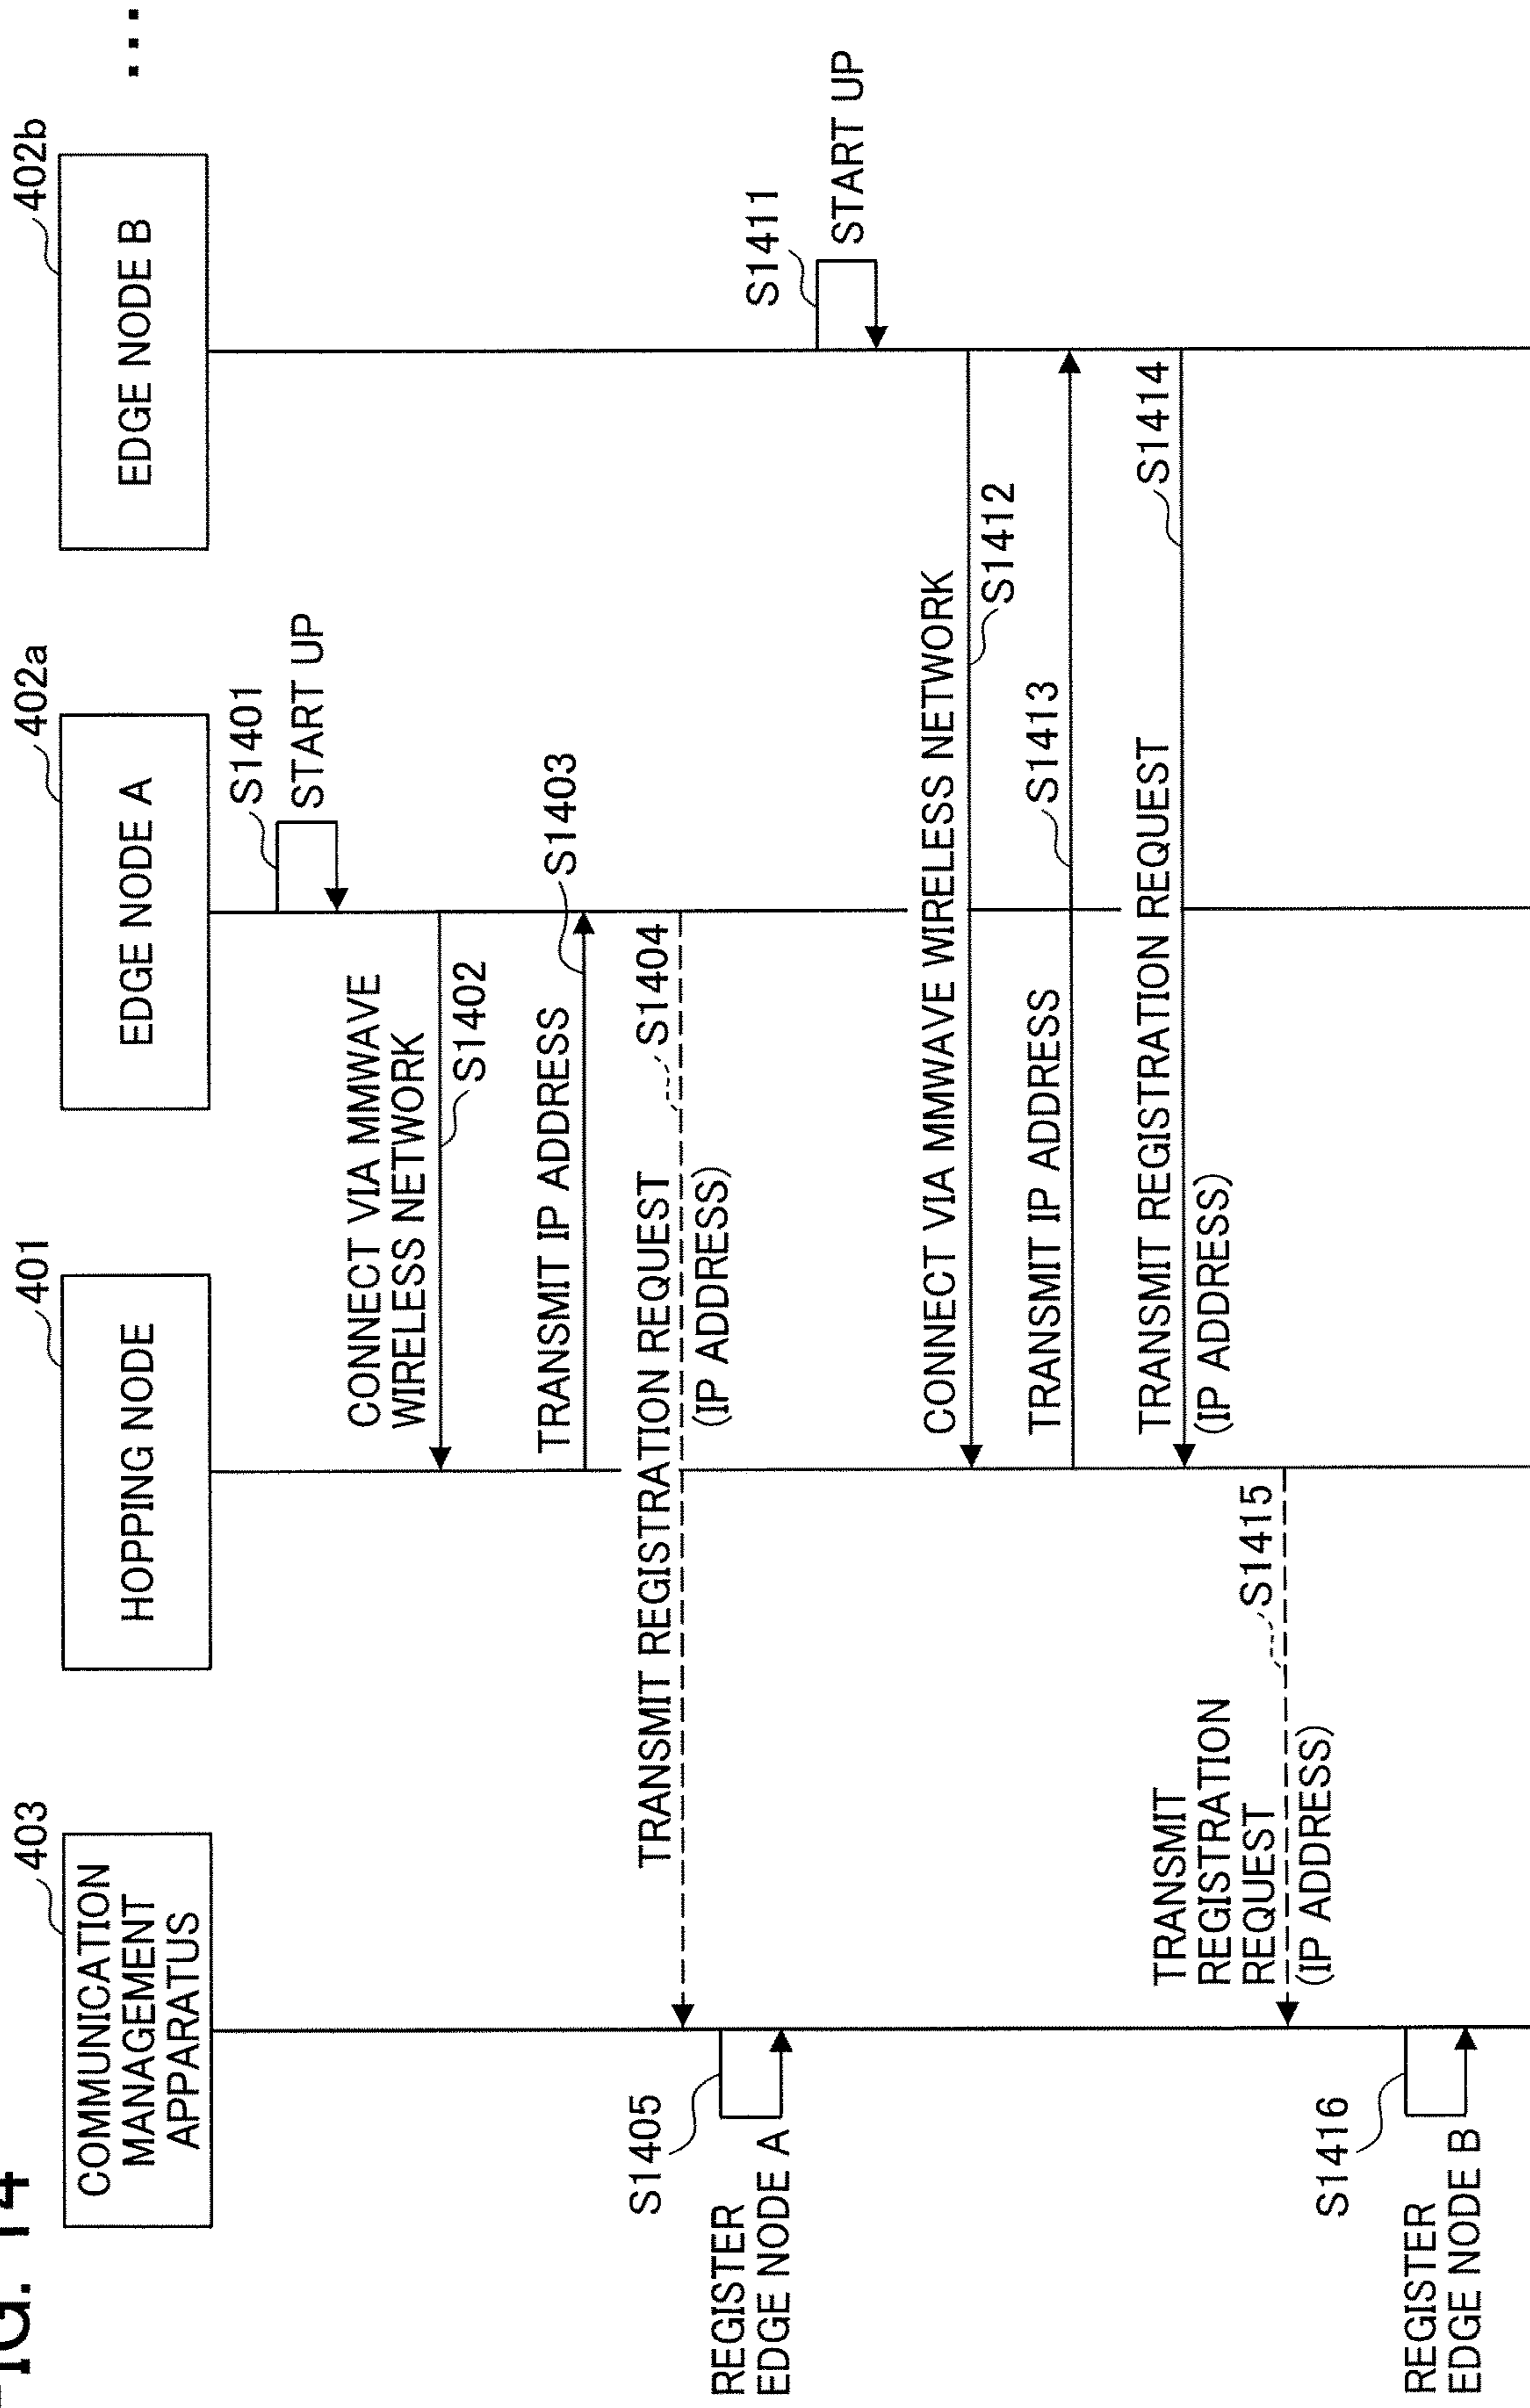 FIG. 14
COMMUNICATION
MANAGEMENT
APPARATUS
403
HOPPING NODE
401
EDGE NODE A
402a
EDGE NODE B
402b
...
S1401
START UP
CONNECT VIA MMWAVE
WIRELESS NETWORK
S1402
TRANSMIT IP ADDRESS
S1403
TRANSMIT REGISTRATION REQUEST
S1404
(IP ADDRESS)
S1405
REGISTER
EDGE NODE A
S1411
START UP
CONNECT VIA MMWAVE WIRELESS NETWORK
S1412
TRANSMIT IP ADDRESS
S1413
TRANSMIT REGISTRATION REQUEST
S1414
(IP ADDRESS)
TRANSMIT
REGISTRATION
REQUEST
S1415
(IP ADDRESS)
S1416
REGISTER
EDGE NODE B